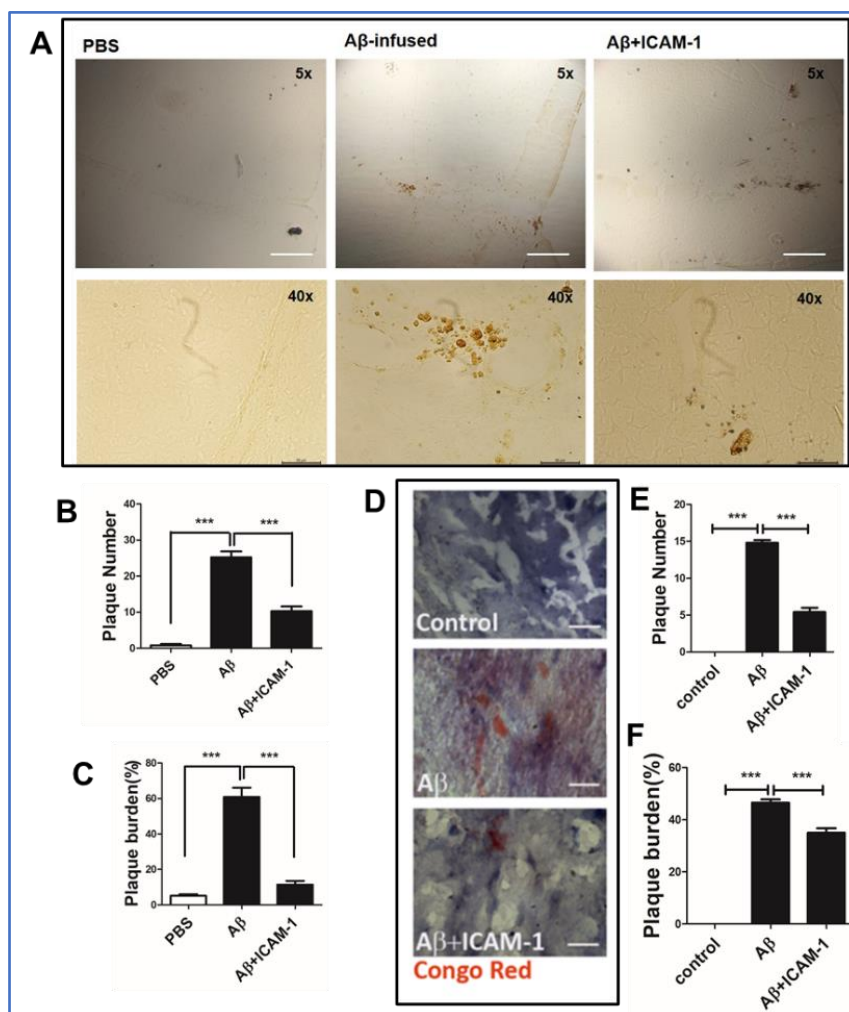 A
PBS
Aβ-infused
Aβ+ICAM-1
5x
5x
5x
40x
40x
40x
B
Plaque Number
40
30
20
10
0
***
***
PBS
Aβ
Aβ+ICAM-1
C
Plaque burden(%)
80
60
40
20
0
***
***
PBS
Aβ
Aβ+ICAM-1
D
Control
Aβ
Aβ+ICAM-1
Congo Red
E
Plaque Number
20
15
10
5
0
***
***
control
Aβ
Aβ+ICAM-1
F
Plaque burden(%)
60
40
20
0
***
***
control
Aβ
Aβ+ICAM-1